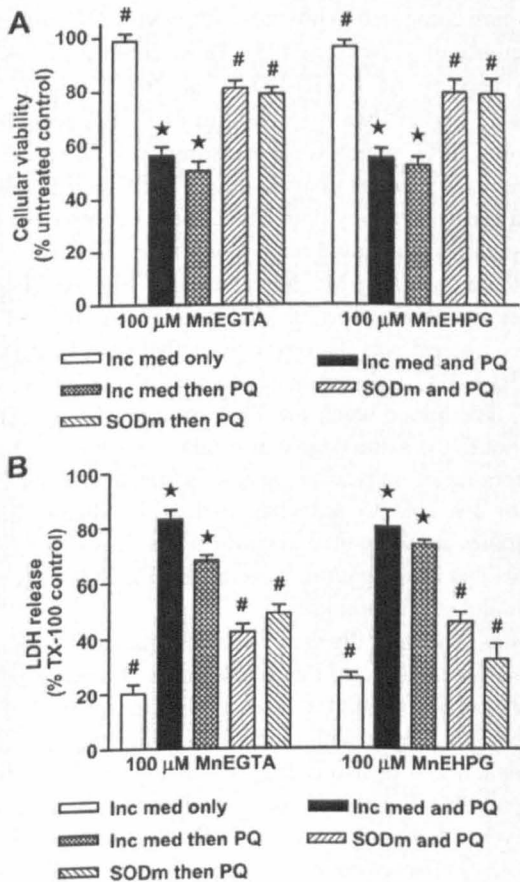 A
Cellular viability
(% untreated control)
100
80
60
40
20
0
#
★
★
#
#
#
★
★
#
#
100 µM MnEGTA
100 µM MnEHPG
Inc med only
Inc med and PQ
Inc med then PQ
SODm and PQ
SODm then PQ
B
LDH release
(% TX-100 control)
100
80
60
40
20
0
#
★
★
#
#
#
★
★
#
#
100 µM MnEGTA
100 µM MnEHPG
Inc med only
Inc med and PQ
Inc med then PQ
SODm and PQ
SODm then PQ